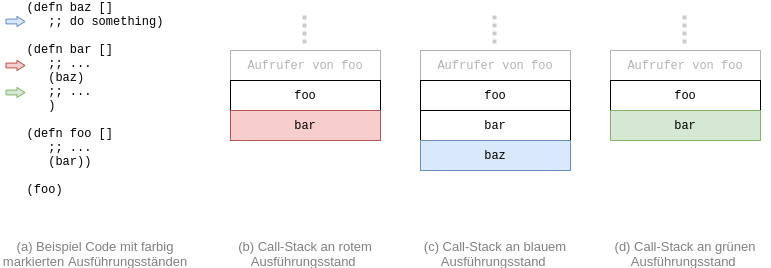 (defn baz []
;; do something)
(defn bar []
;; ...
(baz)
;; ...
)
(defn foo []
;; ...
(bar))
(foo)
(a) Beispiel Code mit farbig
markierten Ausführungsständen
Aufrufer von foo
foo
bar
(b) Call-Stack an rotem
Ausführungsstand
Aufrufer von foo
foo
bar
baz
(c) Call-Stack an blauem
Ausführungsstand
Aufrufer von foo
foo
bar
(d) Call-Stack an grünen
Ausführungsstand